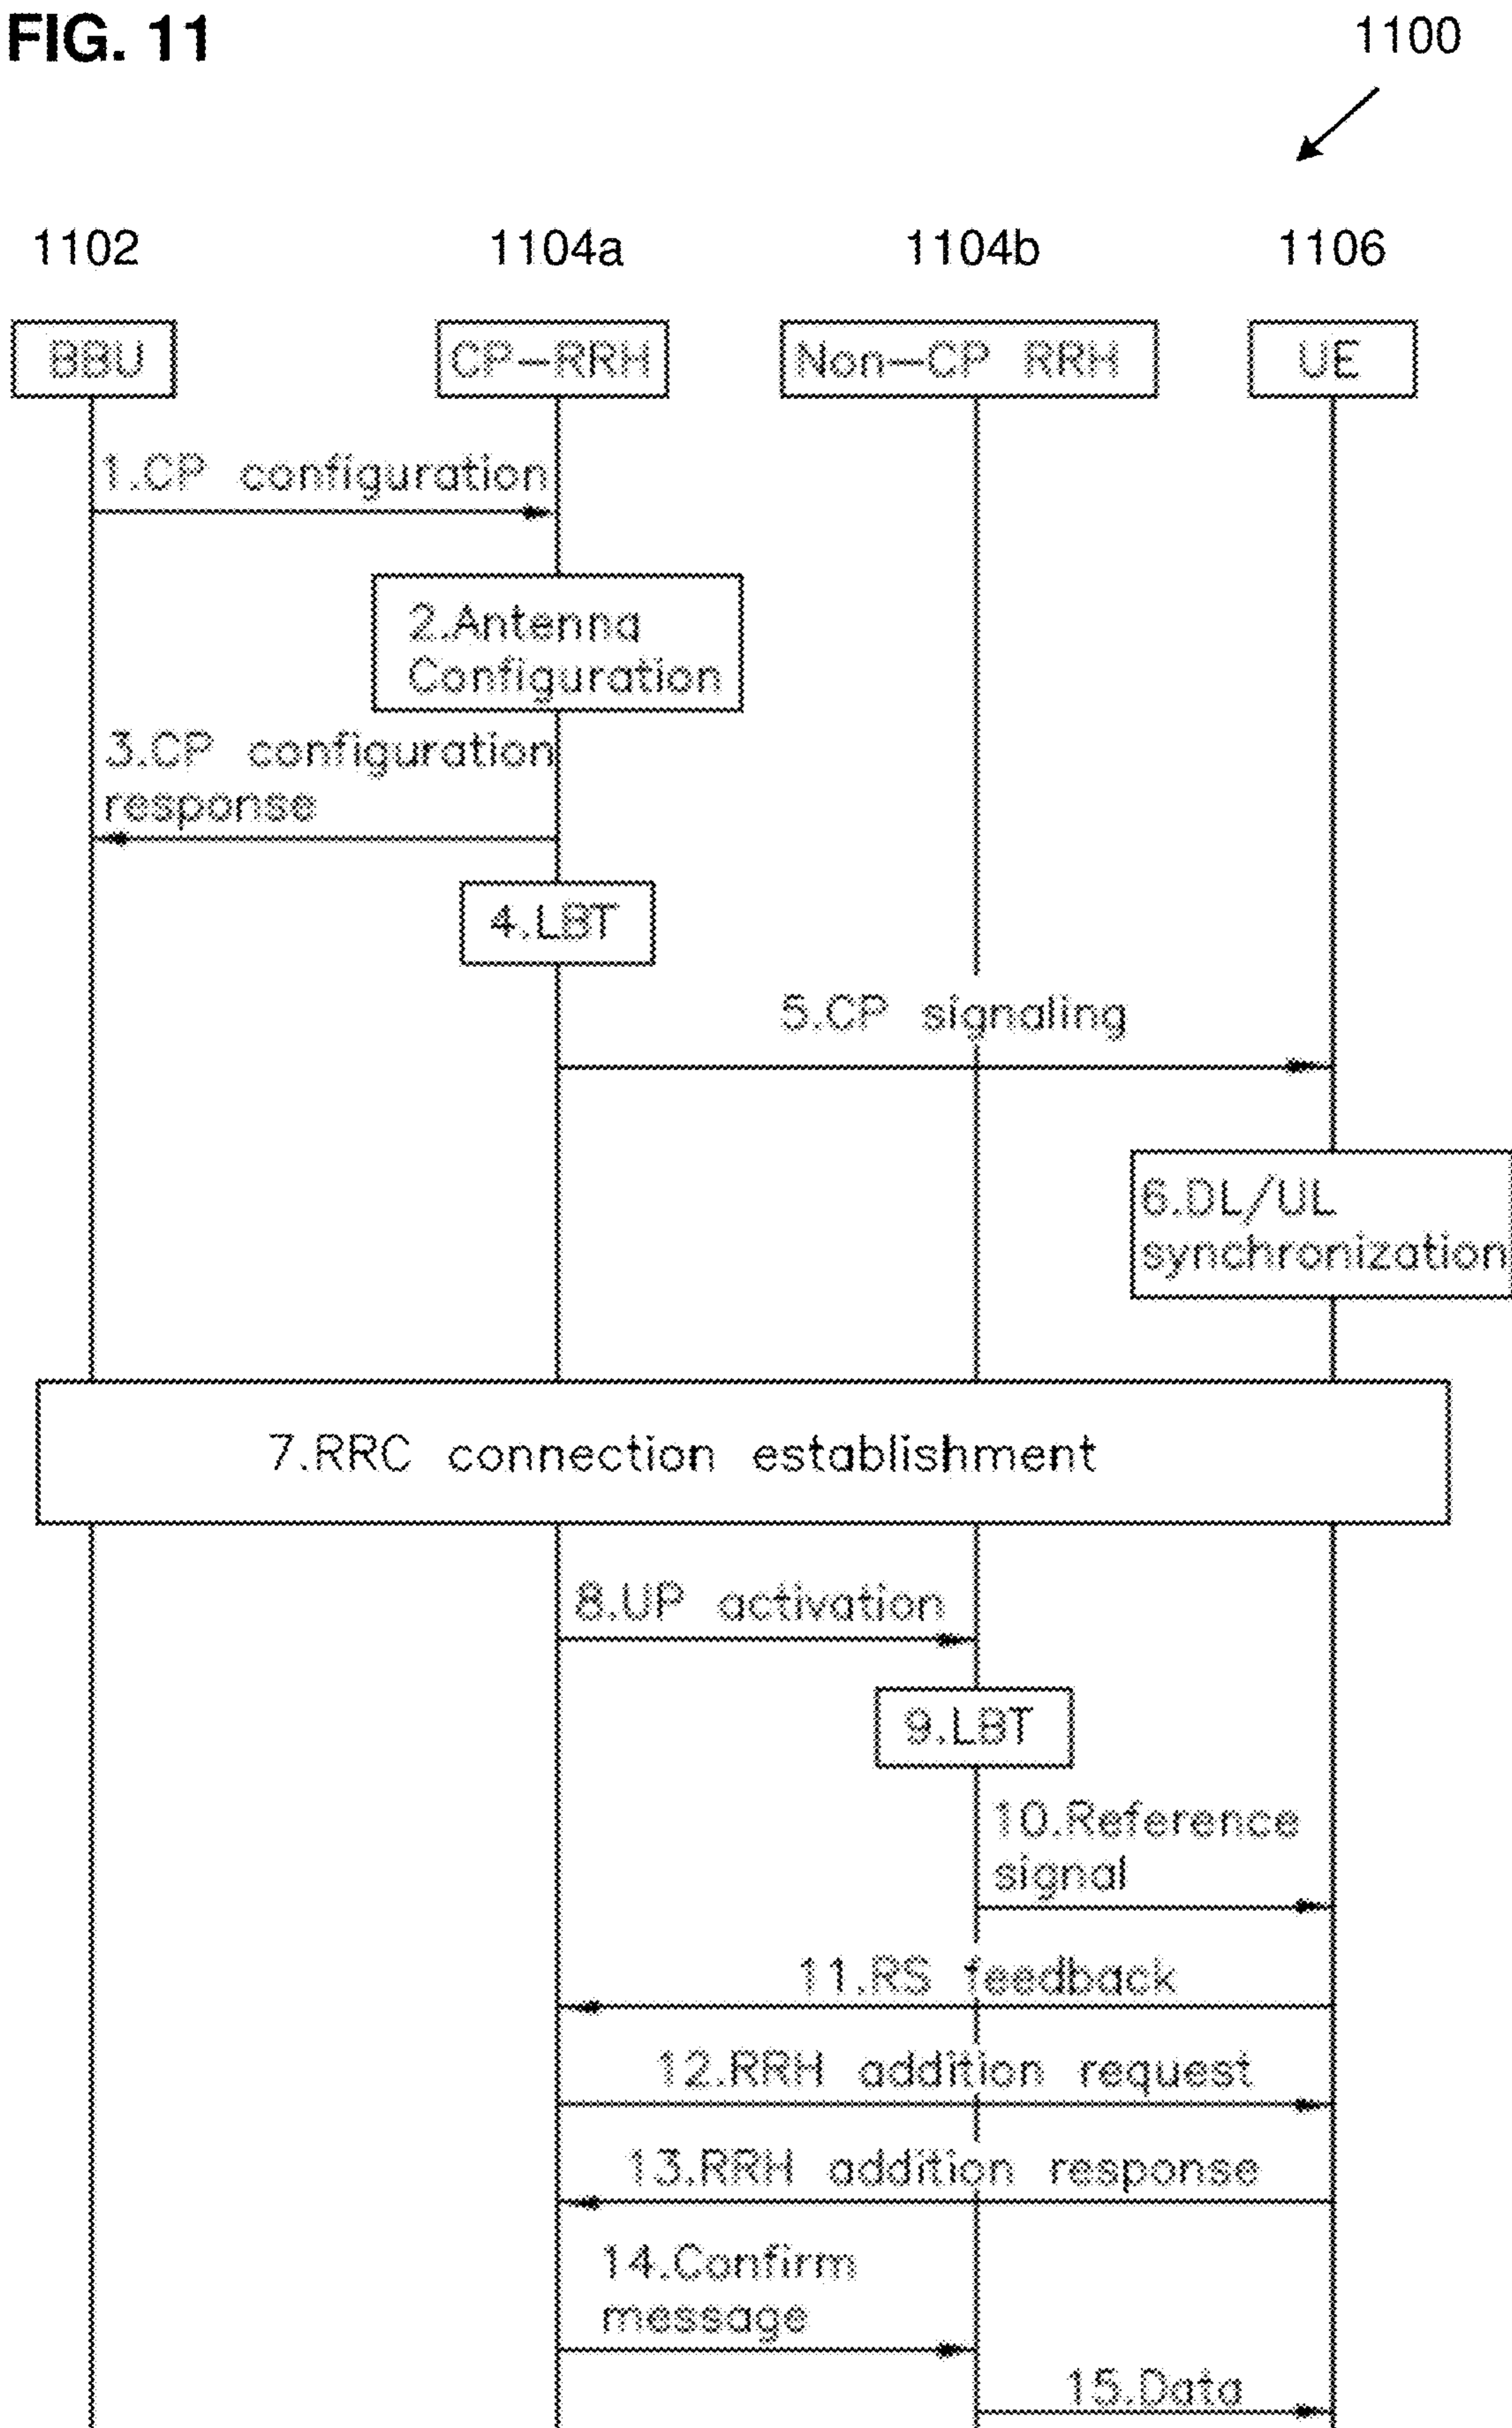 FIG. 11
1100
1102
1104a
1104b
1106
BBU
CP-RRH
Non-CP RRH
UE
1.CP configuration
2.Antenna
Configuration
3.CP configuration
response
4.LBT
5.CP signaling
6.DL/UL
synchronization
7.RRC connection establishment
8.UP activation
9.LBT
10.Reference
signal
11.RS feedback
12.RRH addition request
13.RRH addition response
14.Confirm
message
15.Data